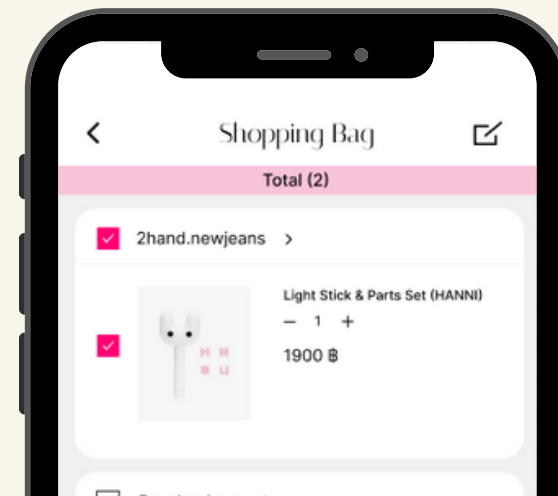 Shopping Bag
Total (2)
2hand.newjeans
Light Stick & Parts Set (HANNI)
1
1900 ฿